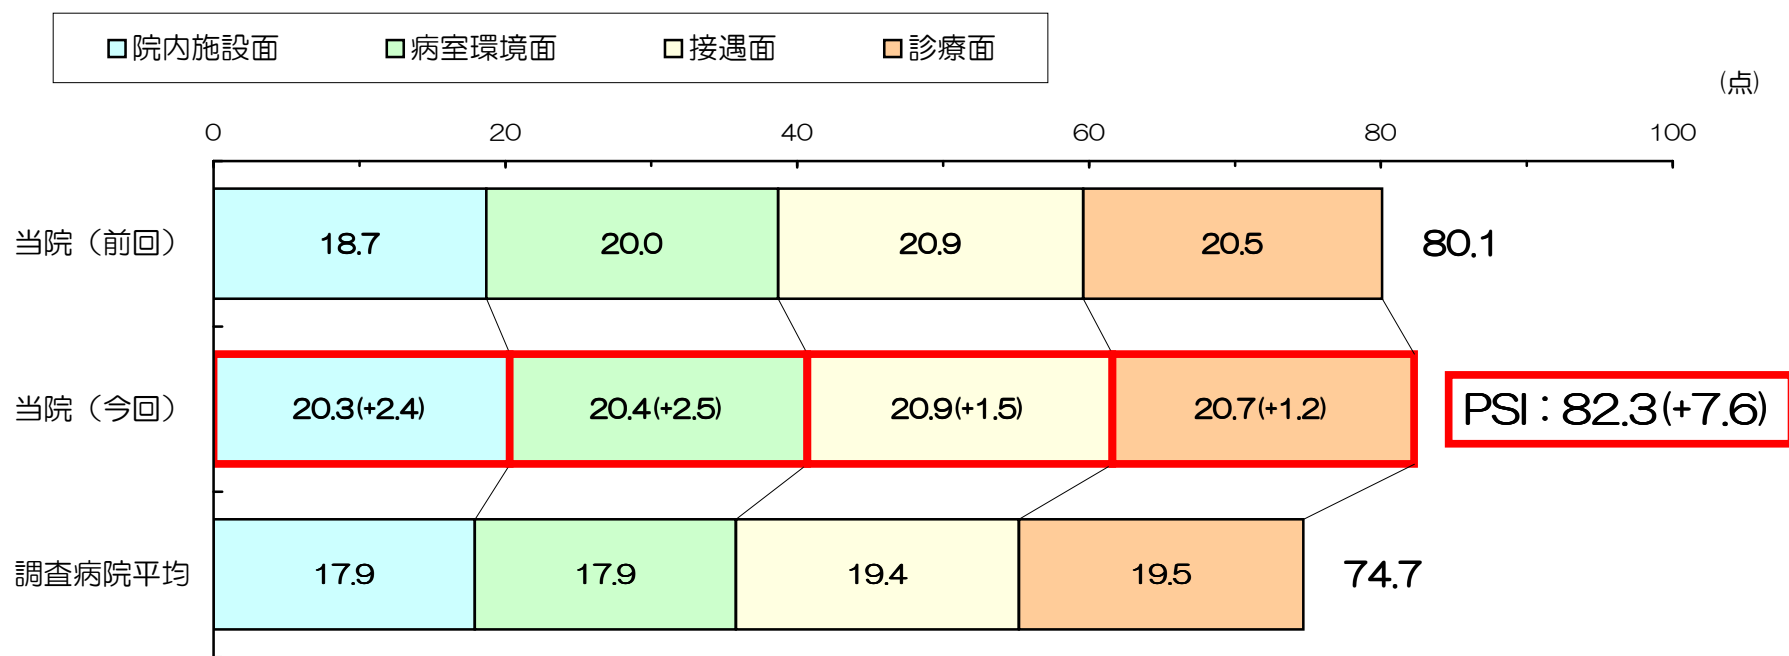 院内施設面 病室環境面 接遇面 診療面
(点)
0 20 40 60 80 100
当院（前回） 18.7 20.0 20.9 20.5 80.1
当院（今回） 20.3(+2.4) 20.4(+2.5) 20.9(+1.5) 20.7(+1.2) PSI：82.3(+7.6)
調査病院平均 17.9 17.9 19.4 19.5 74.7